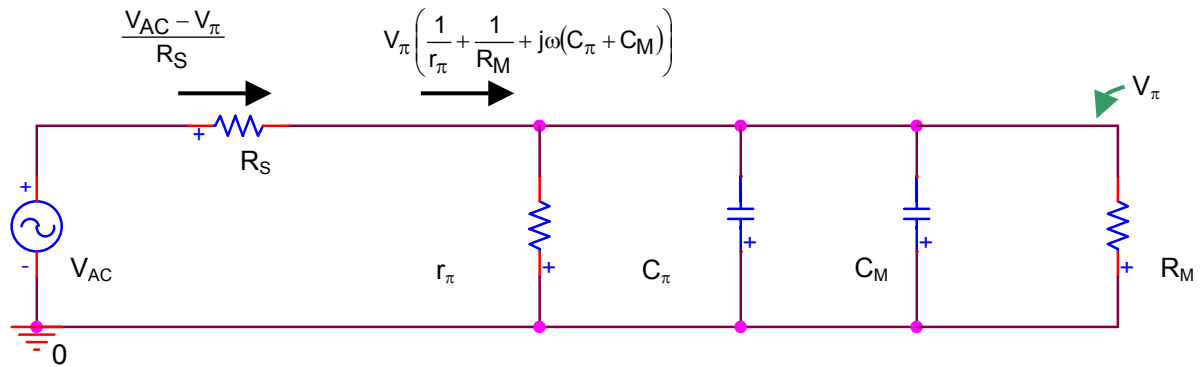 (V_AC – V_π) / R_S
V_π(1/r_π + 1/R_M + jω(C_π + C_M))
V_π
+
R_S
+
-
V_AC
r_π
+
C_π
+
C_M
+
R_M
+
0